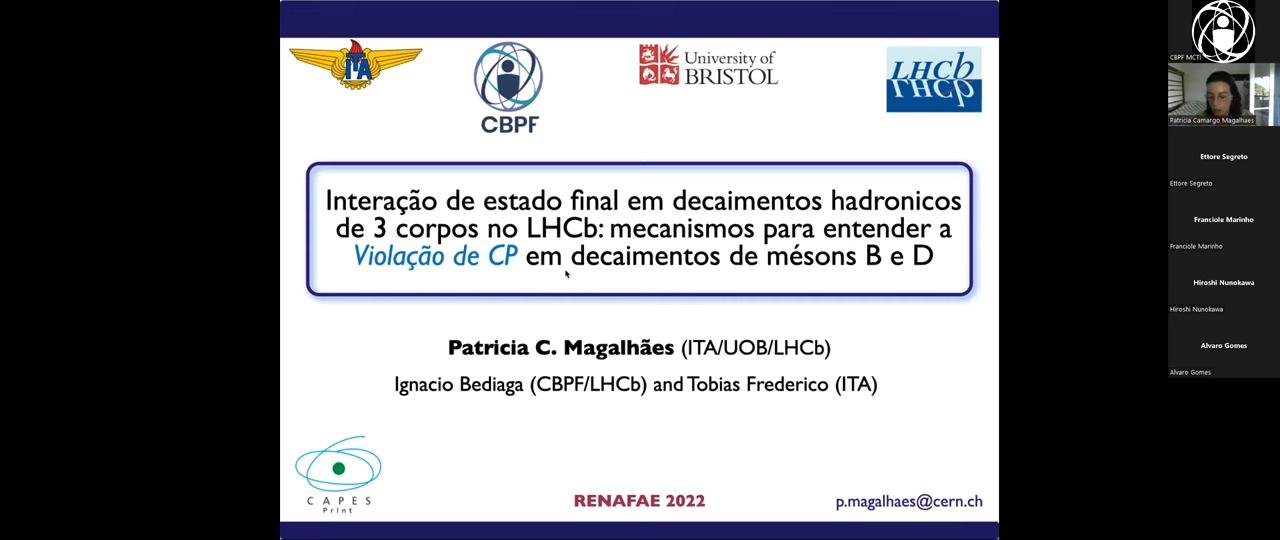 ITA
CBPF
University of
BRISTOL
LHCb
LHCb
Interação de estado final em decaimentos hadronicos
de 3 corpos no LHCb: mecanismos para entender a
Violação de CP em decaimentos de mésons B e D
Patricia C. Magalhães (ITA/UOB/LHCb)
Ignacio Bediaga (CBPF/LHCb) and Tobias Frederico (ITA)
CAPES
Print
RENAFAE 2022
p.magalhaes@cern.ch
CBPF MCTI
Patricia Camargo Magalhaes
Ettore Segreto
Ettore Segreto
Franciole Marinho
Franciole Marinho
Hiroshi Nunokawa
Hiroshi Nunokawa
Alvaro Gomes
Alvaro Gomes